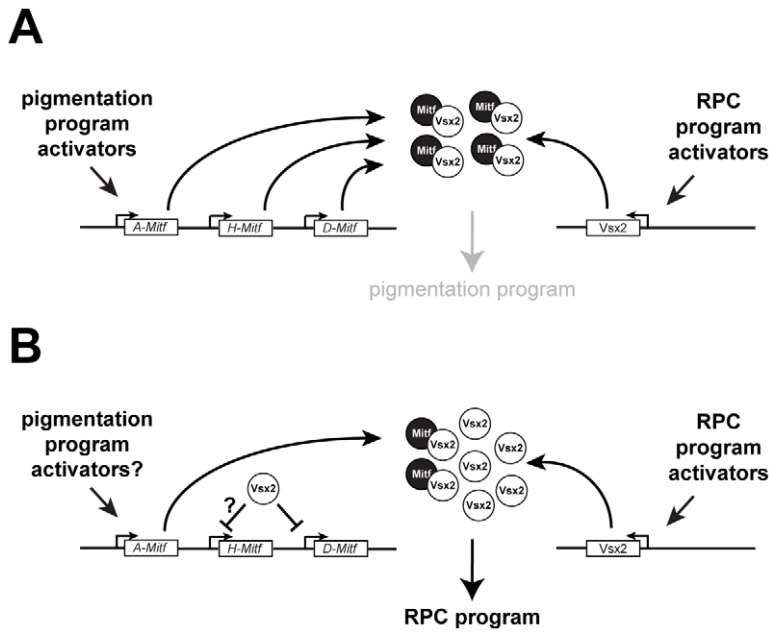 A
pigmentation
program
activators
RPC
program
activators
Mitf Vsx2 Mitf Vsx2
Mitf Vsx2 Mitf Vsx2
A-Mitf H-Mitf D-Mitf Vsx2
pigmentation program
B
pigmentation
program
activators?
RPC
program
activators
Vsx2
Mitf Vsx2 Vsx2
Vsx2
Mitf Vsx2 Vsx2
Vsx2
? Vsx2
A-Mitf H-Mitf D-Mitf Vsx2
RPC program